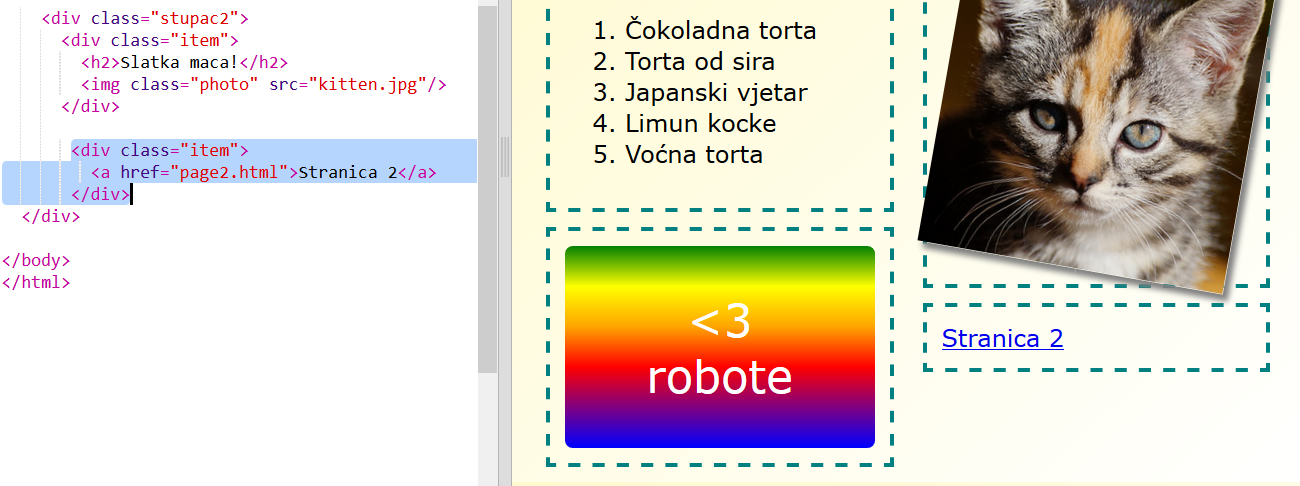 <div class="stupac2">
<div class="item">
<h2>Slatka maca!</h2>
<img class="photo" src="kitten.jpg"/>
</div>
<div class="item">
<a href="page2.html">Stranica 2</a>
</div>
</div>
</body>
</html>
1. Čokoladna torta
2. Torta od sira
3. Japanski vjetar
4. Limun kocke
5. Voćna torta
<3
robote
Stranica 2